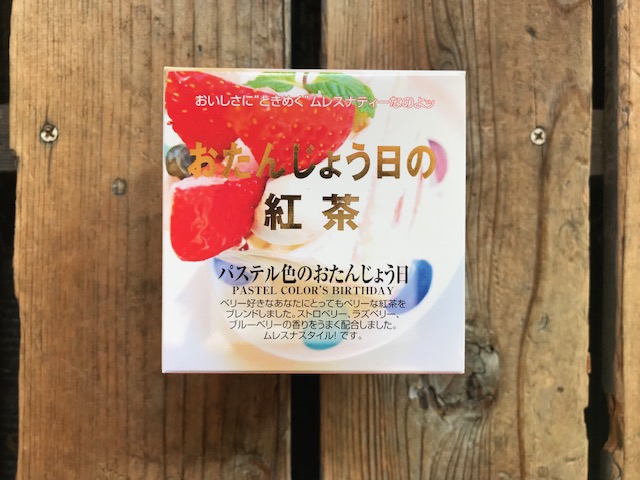 おいしさに"ときめく"ムレスナティーなのよッ
おたんじょう日の
紅茶
パステル色のおたんじょう日
PASTEL COLOR'S BIRTHDAY
ベリー好きなあなたにとってもベリーな紅茶を
ブレンドしました。ストロベリー、ラズベリー、
ブルーベリーの香りをうまく配合しました。
ムレスナスタイル!です。